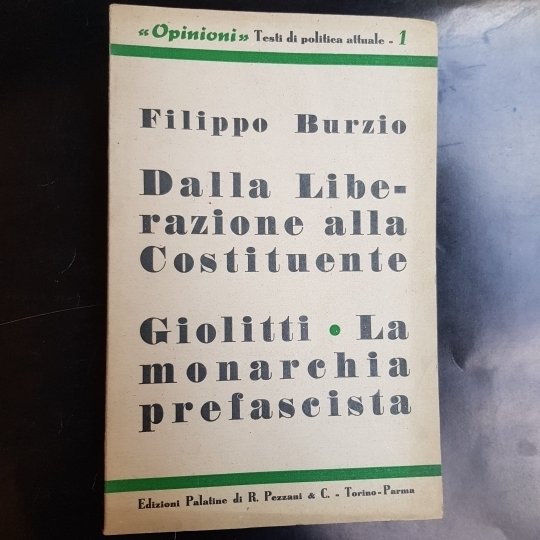 «Opinioni» Testi di politica attuale - 1
Filippo Burzio
Dalla Libe-
razione alla
Costituente
Giolitti • La
monarchia
prefascista
Edizioni Palatine di R. Pezzani & C. - Torino-Parma